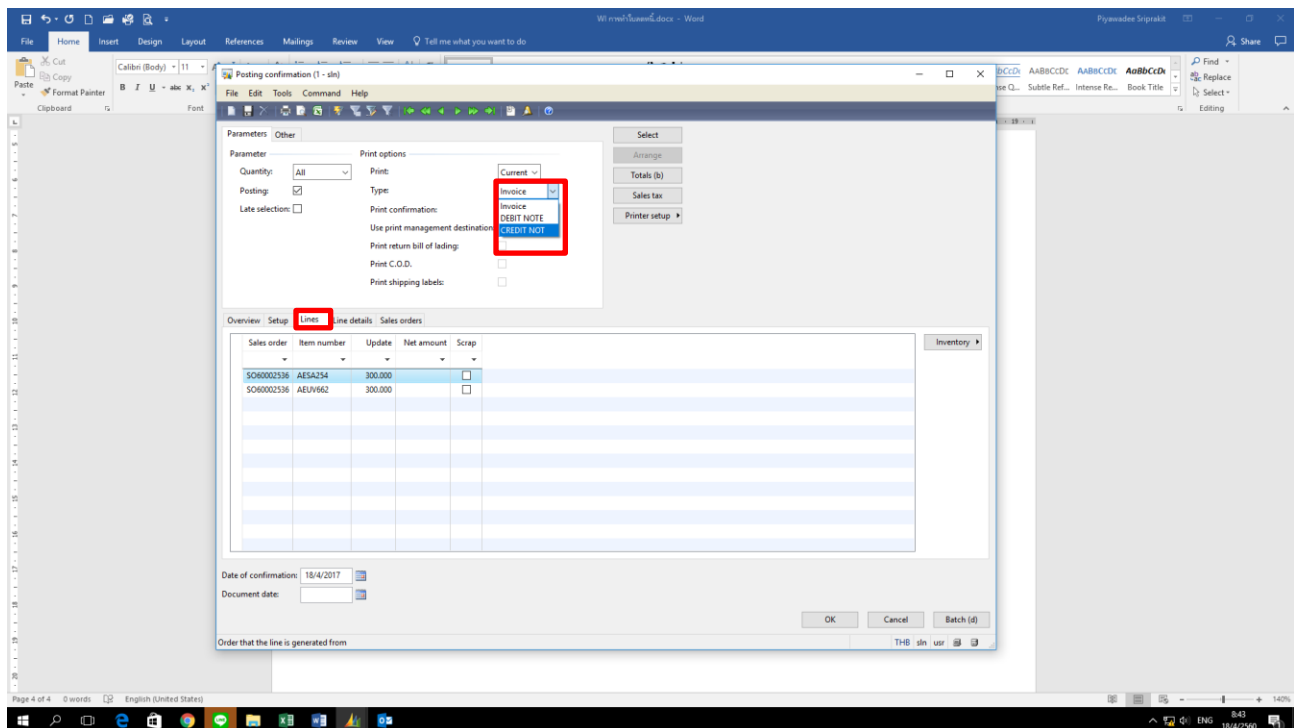 WI การทำใบลดหนี้.docx - Word
Piyawadee Sriprakit
File Home Insert Design Layout References Mailings Review View Tell me what you want to do
Share
Cut
Copy
Format Painter
Paste
Clipboard
Calibri (Body) 11
B I U abc x, x²
Font
AABBCCDC AABBCCDC AaBbCcDc
Subtle Ref... Intense Re... Book Title
Find
Replace
Select
Editing
Posting confirmation (1 - sln)
File Edit Tools Command Help
Parameters Other
Parameter
Quantity: All
Posting:
Late selection:
Print options
Print: Current
Type: Invoice
Invoice
DEBIT NOTE
CREDIT NOT
Print confirmation:
Use print management destination
Print return bill of lading:
Print C.O.D.
Print shipping labels:
Select
Arrange
Totals (b)
Sales tax
Printer setup
Overview Setup Lines Line details Sales orders
Sales order Item number Update Net amount Scrap
SO60002536 AESA254 300.000
SO60002536 AEUV662 300.000
Inventory
Date of confirmation: 18/4/2017
Document date:
OK Cancel Batch (d)
Order that the line is generated from
THB sln usr
Page 4 of 4 0 words English (United States)
140%
ENG
8:43
18/4/2560